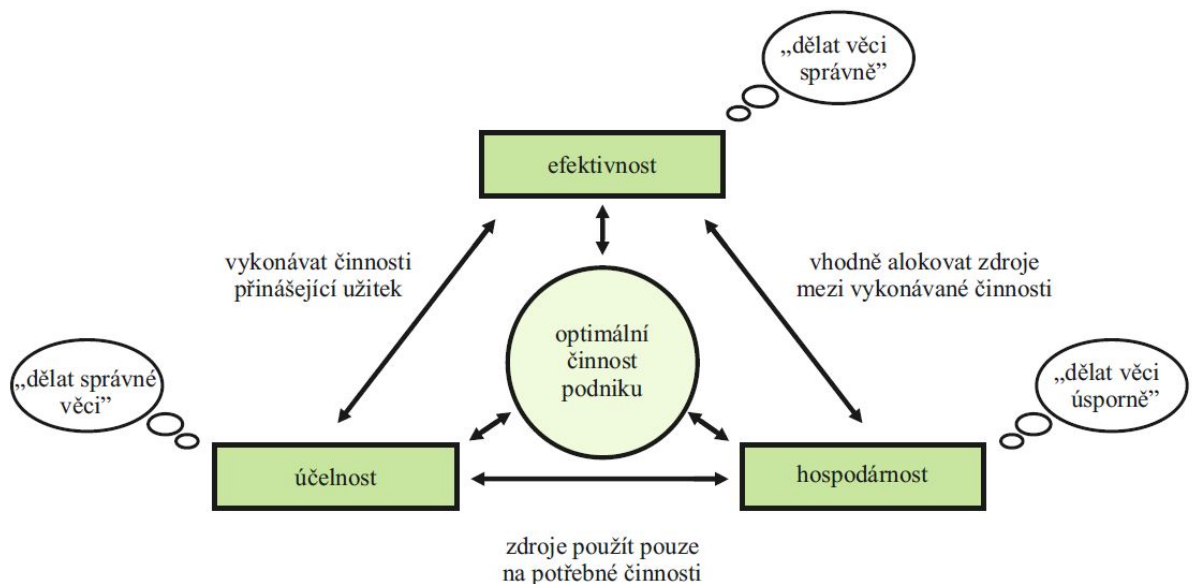 „dělat věci
správně”
efektivnost
vykonávat činnosti
přinášející užitek
vhodně alokovat zdroje
mezi vykonávané činnosti
optimální
činnost
podniku
„dělat správné
věci”
„dělat věci
úsporně”
účelnost
hospodárnost
zdroje použít pouze
na potřebné činnosti